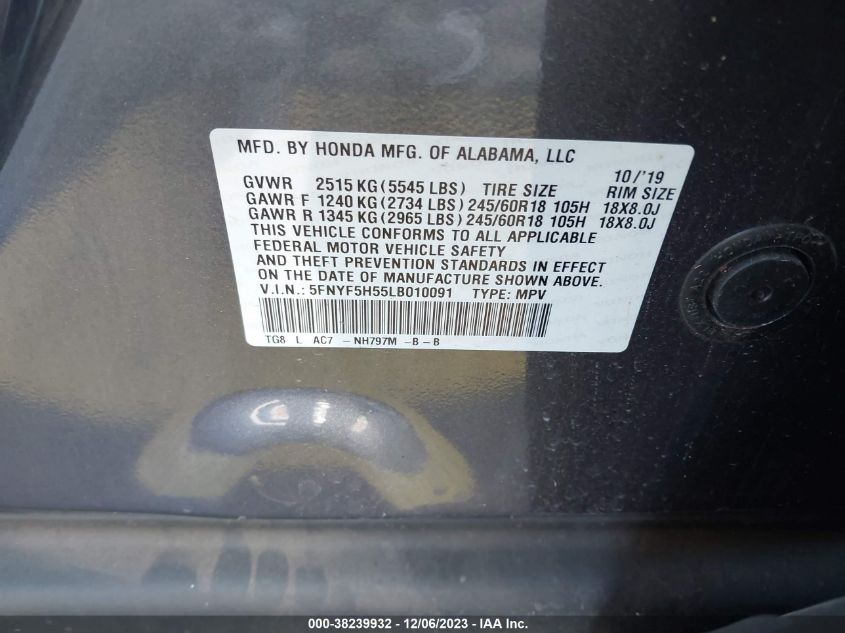 MFD. BY HONDA MFG. OF ALABAMA, LLC
10/'19
GVWR 2515 KG (5545 LBS) TIRE SIZE RIM SIZE
GAWR F 1240 KG (2734 LBS) 245/60R18 105H 18X8.0J
GAWR R 1345 KG (2965 LBS) 245/60R18 105H 18X8.0J
THIS VEHICLE CONFORMS TO ALL APPLICABLE
FEDERAL MOTOR VEHICLE SAFETY
AND THEFT PREVENTION STANDARDS IN EFFECT
ON THE DATE OF MANUFACTURE SHOWN ABOVE.
V.I.N.: 5FNYF5H55LB010091 TYPE: MPV
TG8 L AC7 - NH797M - B - B
000-38239932 - 12/06/2023 - IAA Inc.